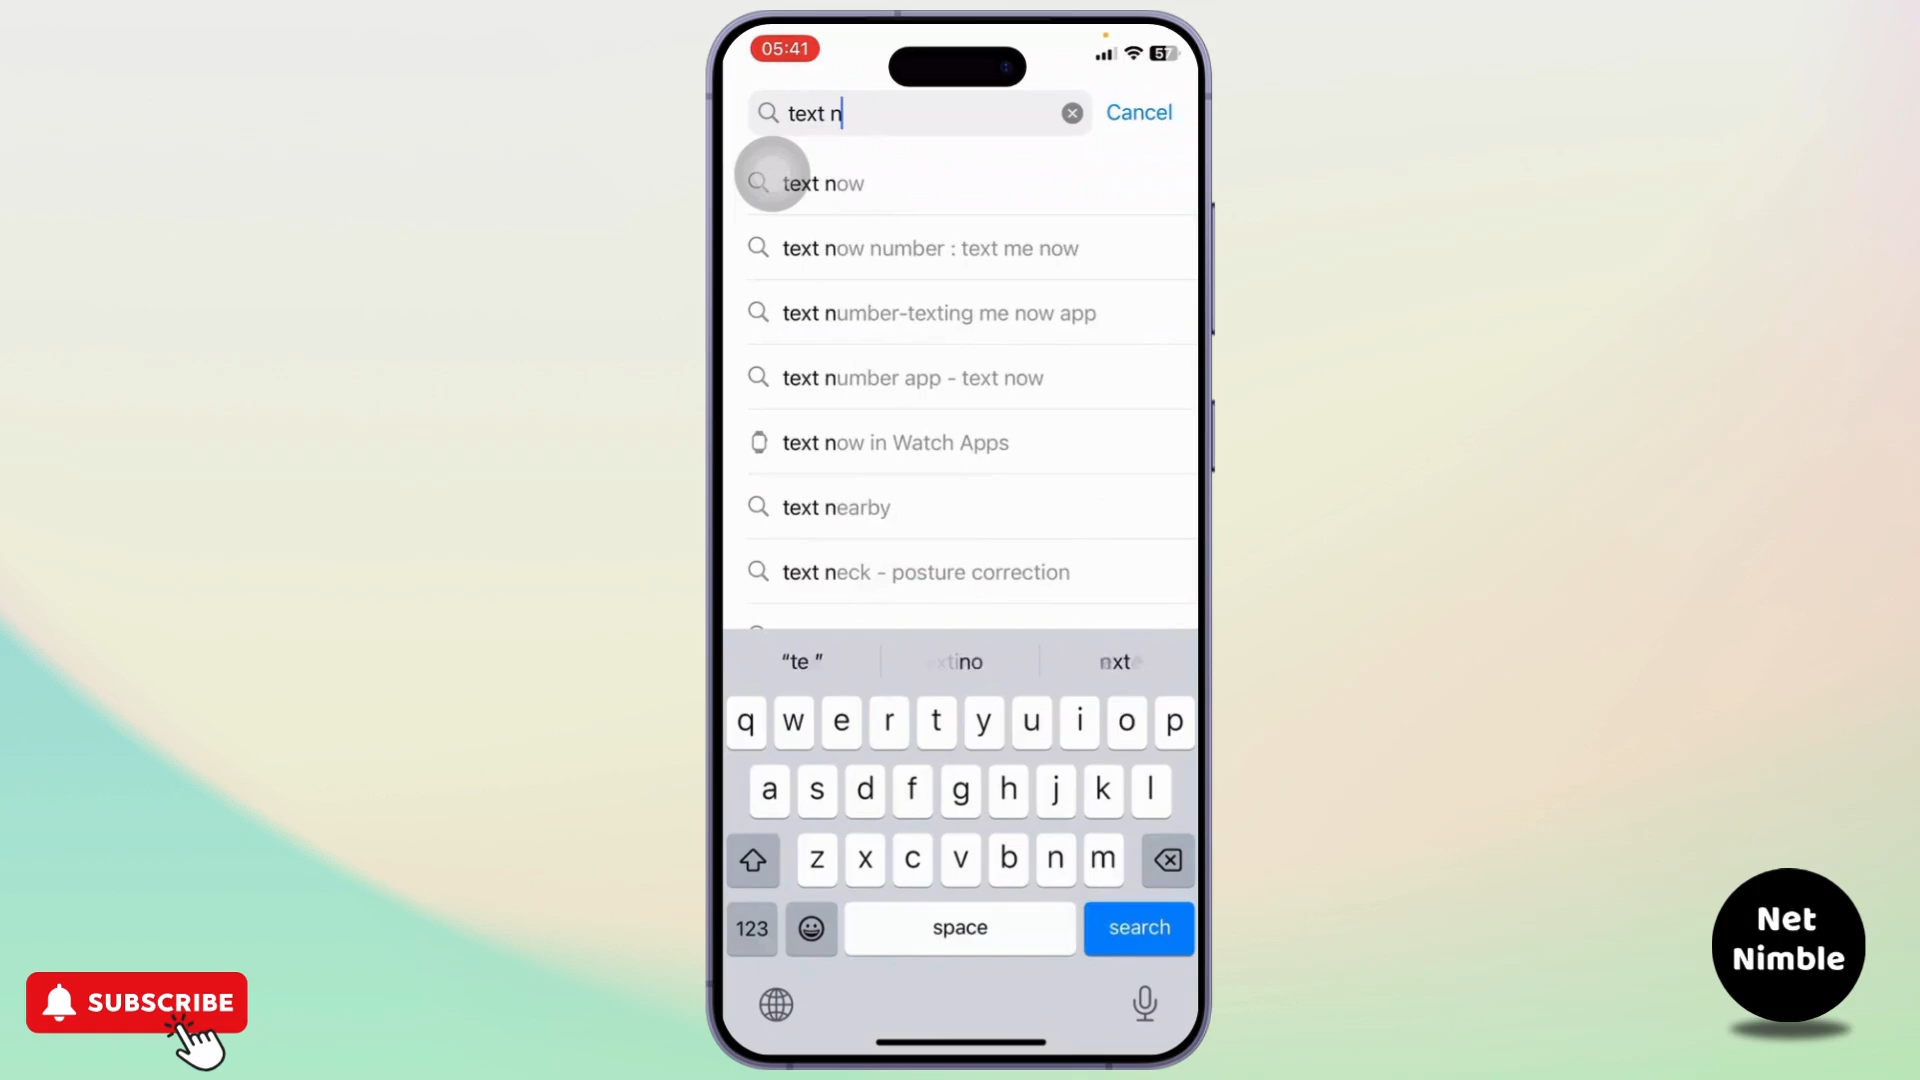 05:41
57
text n
Cancel
text now
text now number : text me now
text number-texting me now app
text number app - text now
text now in Watch Apps
text nearby
text neck - posture correction
"te "
q w e r t y u i o p
a s d f g h j k l
z x c v b n m
123
space
search
SUBSCRIBE
Net
Nimble